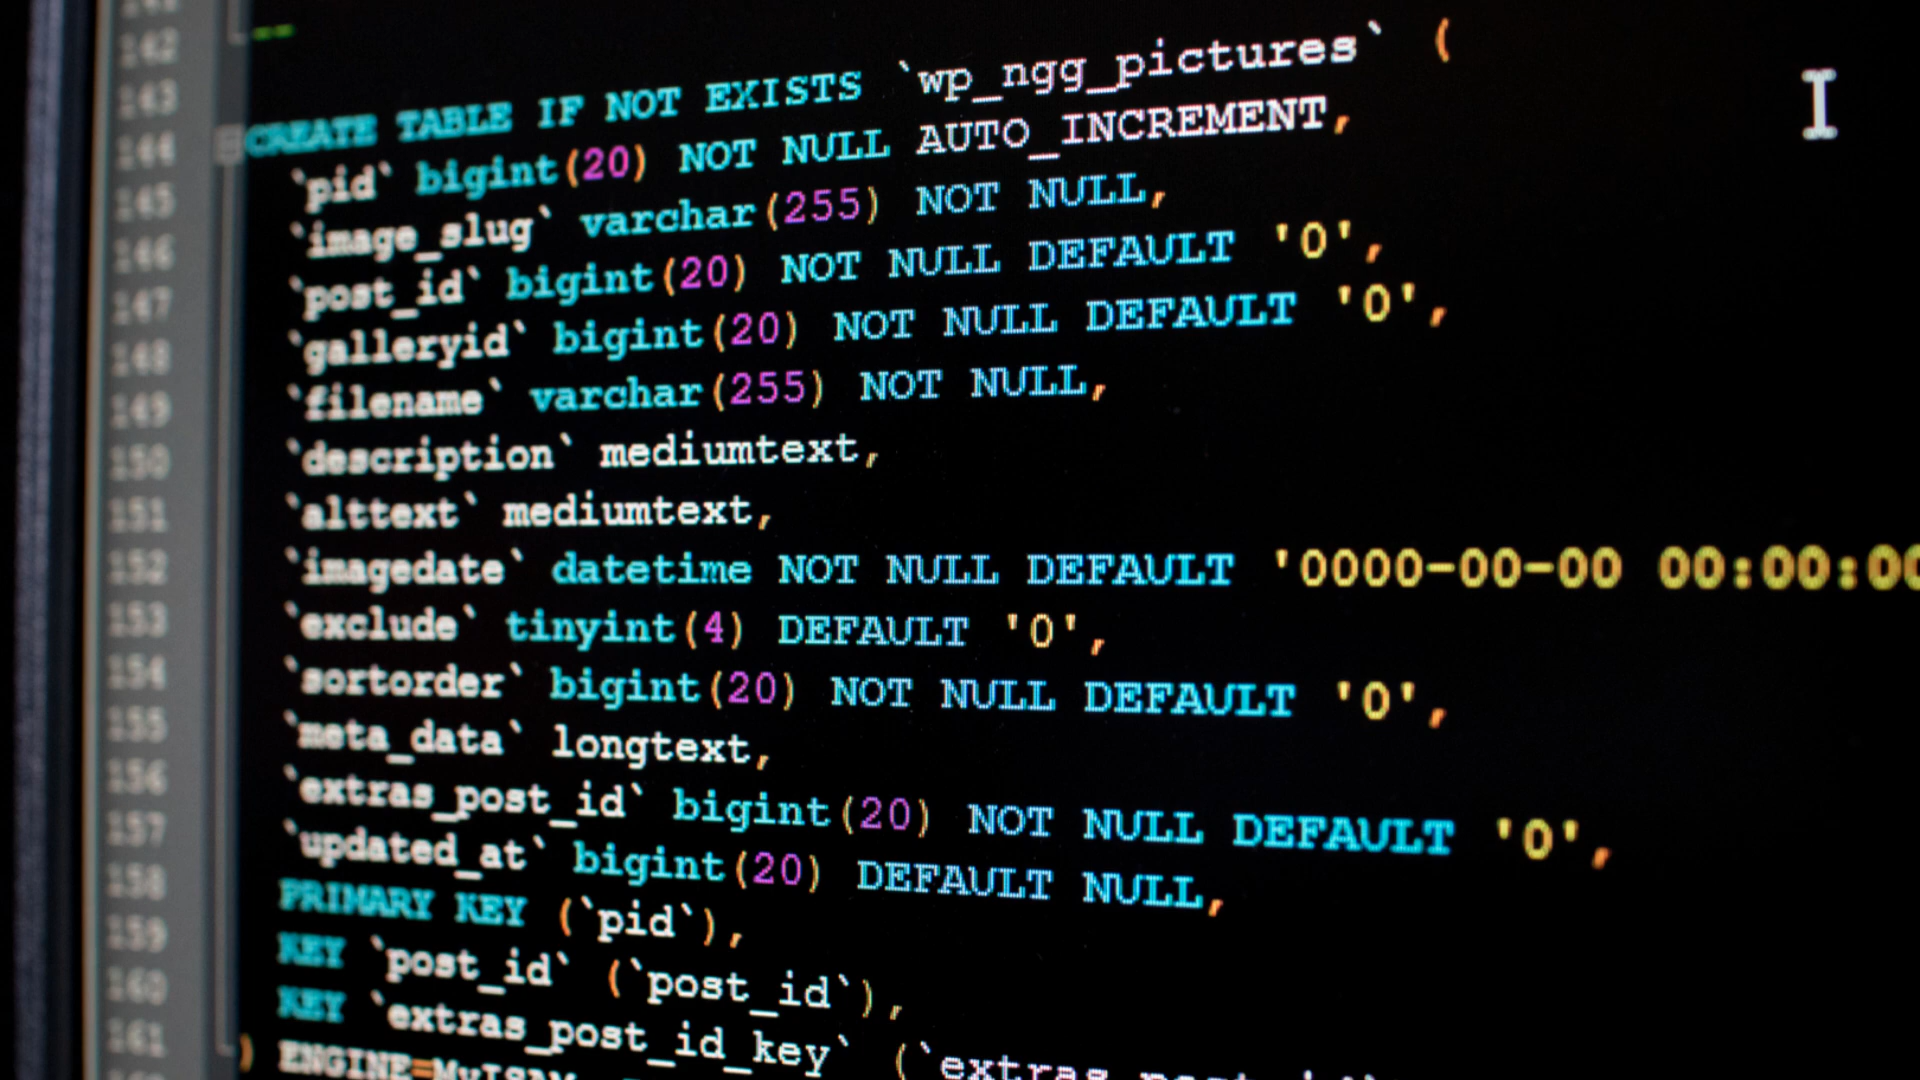 142
--
143
144
CREATE TABLE IF NOT EXISTS `wp_ngg_pictures` (
145
`pid` bigint(20) NOT NULL AUTO_INCREMENT,
146
`image_slug` varchar(255) NOT NULL,
147
`post_id` bigint(20) NOT NULL DEFAULT '0',
148
`galleryid` bigint(20) NOT NULL DEFAULT '0',
149
`filename` varchar(255) NOT NULL,
150
`description` mediumtext,
151
`alttext` mediumtext,
152
`imagedate` datetime NOT NULL DEFAULT '0000-00-00 00:00:00
153
`exclude` tinyint(4) DEFAULT '0',
154
`sortorder` bigint(20) NOT NULL DEFAULT '0',
155
`meta_data` longtext,
156
`extras_post_id` bigint(20) NOT NULL DEFAULT '0',
157
`updated_at` bigint(20) DEFAULT NULL,
158
PRIMARY KEY (`pid`),
159
KEY `post_id` (`post_id`),
160
KEY `extras_post_id_key` (`extras_post_id`
161
) ENGINE=MyISAM